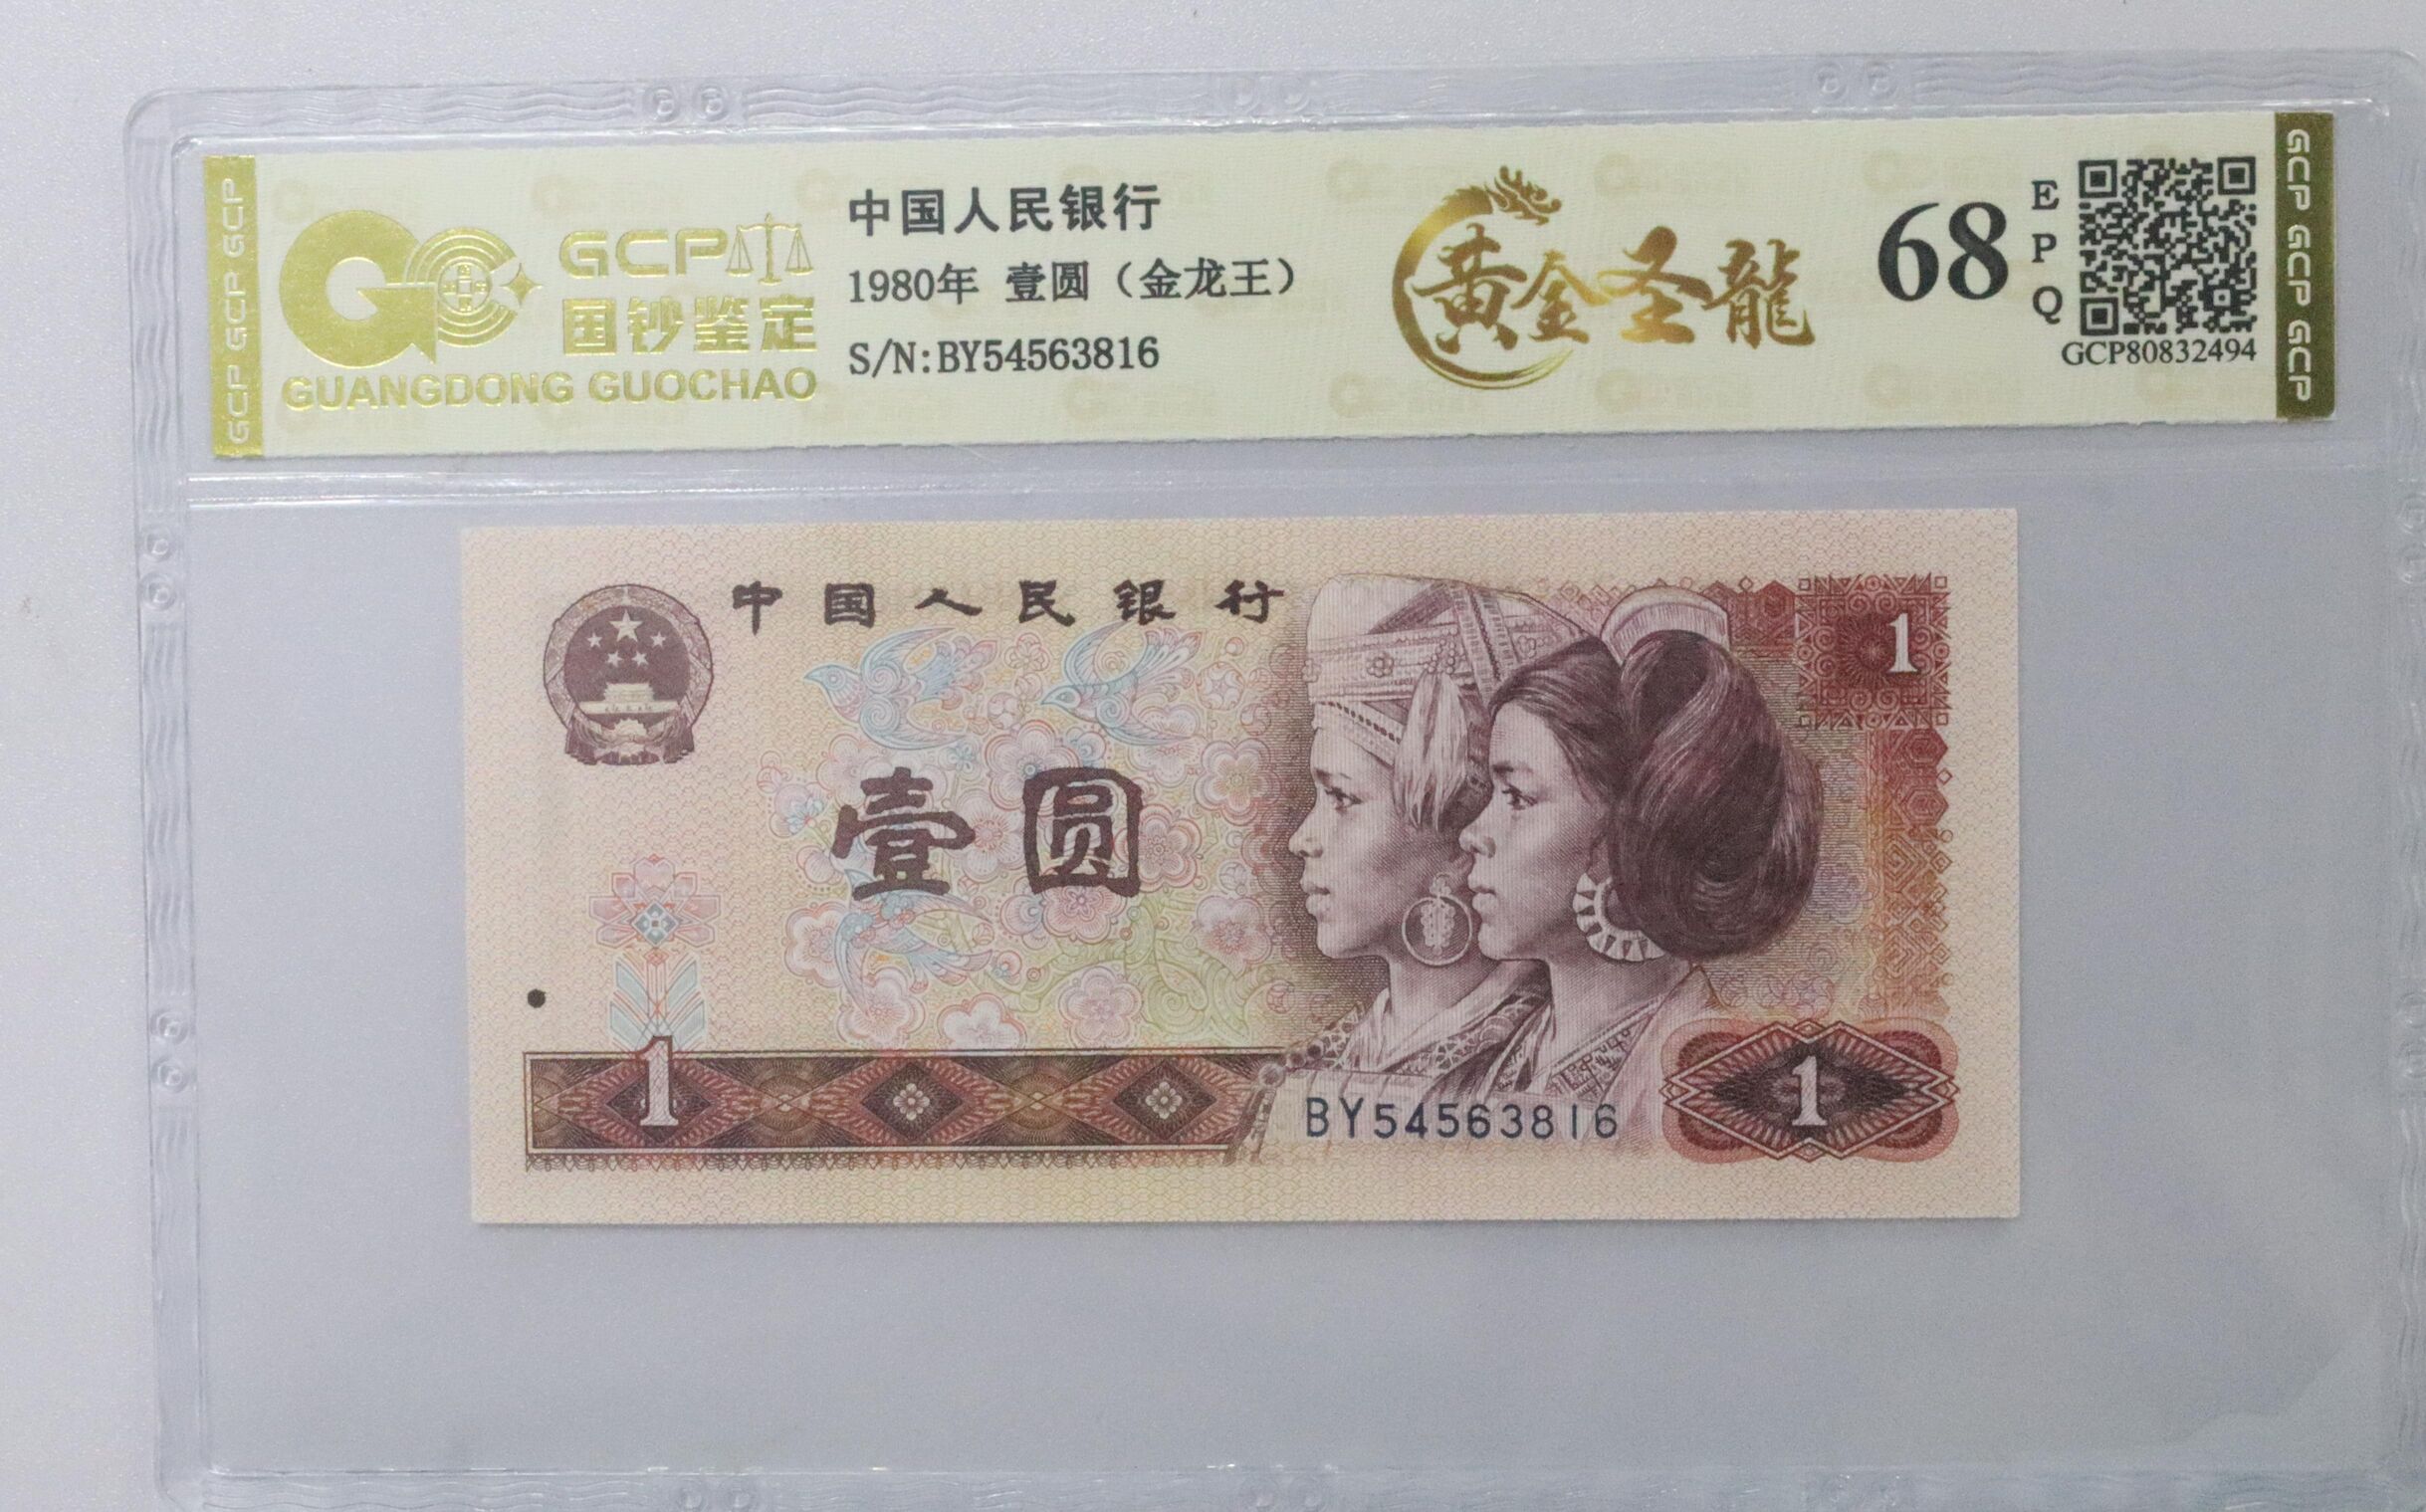 GCP GCP GCP
GCP
国钞鉴定
GUANGDONG GUOCHAO
中国人民银行
1980年 壹圆（金龙王）
S/N:BY54563816
黄金圣龍
68
E
P
Q
GCP80832494
GCP GCP GCP
中国人民银行
1
壹圆
1
BY54563816
1